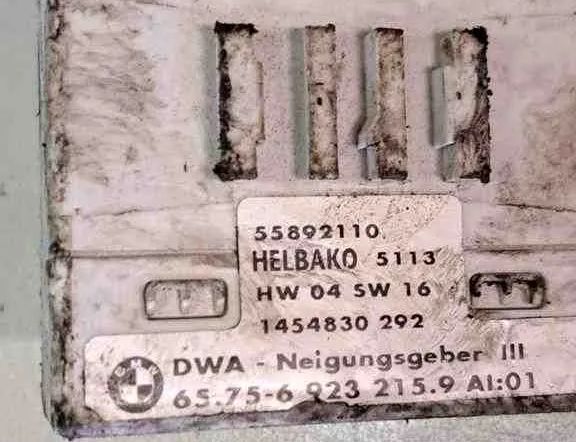 55892110
HELBAKO 5113
HW 04 SW 16
1454830 292
DWA - Neigungsgeber III
65.75-6 923 215.9 AI:01